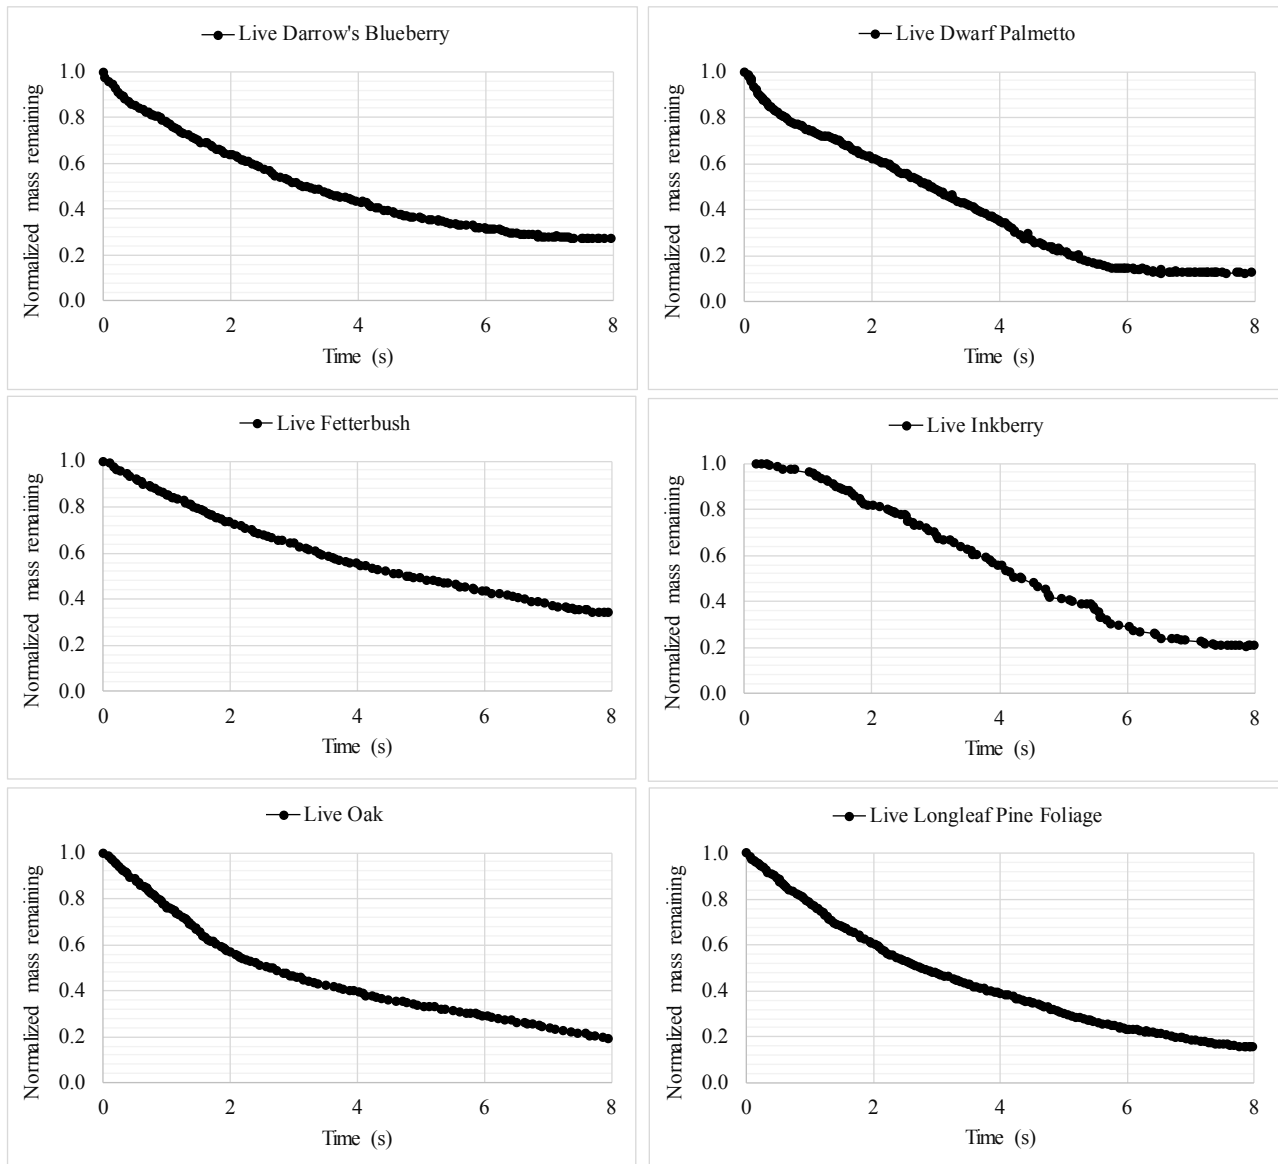 Live Darrow's Blueberry
Normalized mass remaining
1.0
0.8
0.6
0.4
0.2
0.0
0 2 4 6 8
Time (s)
Live Dwarf Palmetto
Normalized mass remaining
1.0
0.8
0.6
0.4
0.2
0.0
0 2 4 6 8
Time (s)
Live Fetterbush
Normalized mass remaining
1.0
0.8
0.6
0.4
0.2
0.0
0 2 4 6 8
Time (s)
Live Inkberry
Normalized mass remaining
1.0
0.8
0.6
0.4
0.2
0.0
0 2 4 6 8
Time (s)
Live Oak
Normalized mass remaining
1.0
0.8
0.6
0.4
0.2
0.0
0 2 4 6 8
Time (s)
Live Longleaf Pine Foliage
Normalized mass remaining
1.0
0.8
0.6
0.4
0.2
0.0
0 2 4 6 8
Time (s)